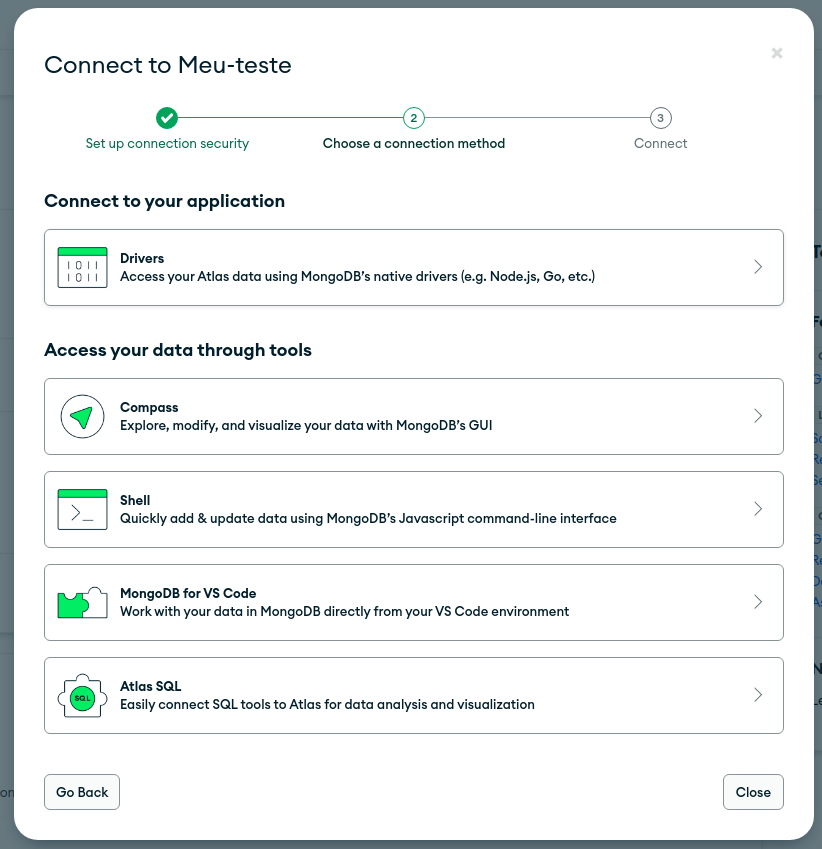 Connect to Meu-teste
2
3
Set up connection security
Choose a connection method
Connect
Connect to your application
1011
1011
Drivers
Access your Atlas data using MongoDB’s native drivers (e.g. Node.js, Go, etc.)
Access your data through tools
Compass
Explore, modify, and visualize your data with MongoDB’s GUI
Shell
Quickly add & update data using MongoDB’s Javascript command-line interface
MongoDB for VS Code
Work with your data in MongoDB directly from your VS Code environment
SQL
Atlas SQL
Easily connect SQL tools to Atlas for data analysis and visualization
Go Back
Close